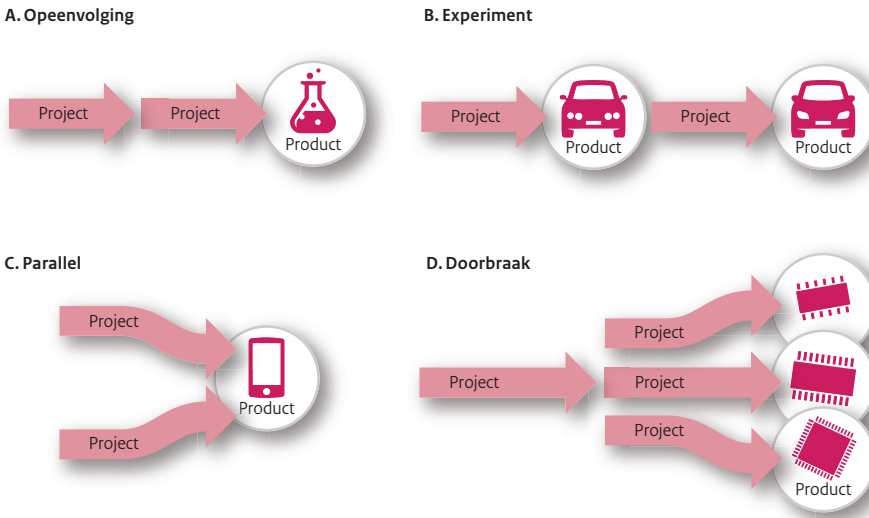 A. Opeenvolging
Project
Project
Product
B. Experiment
Project
Product
Project
Product
C. Parallel
Project
Project
Product
D. Doorbraak
Project
Project
Project
Project
Product